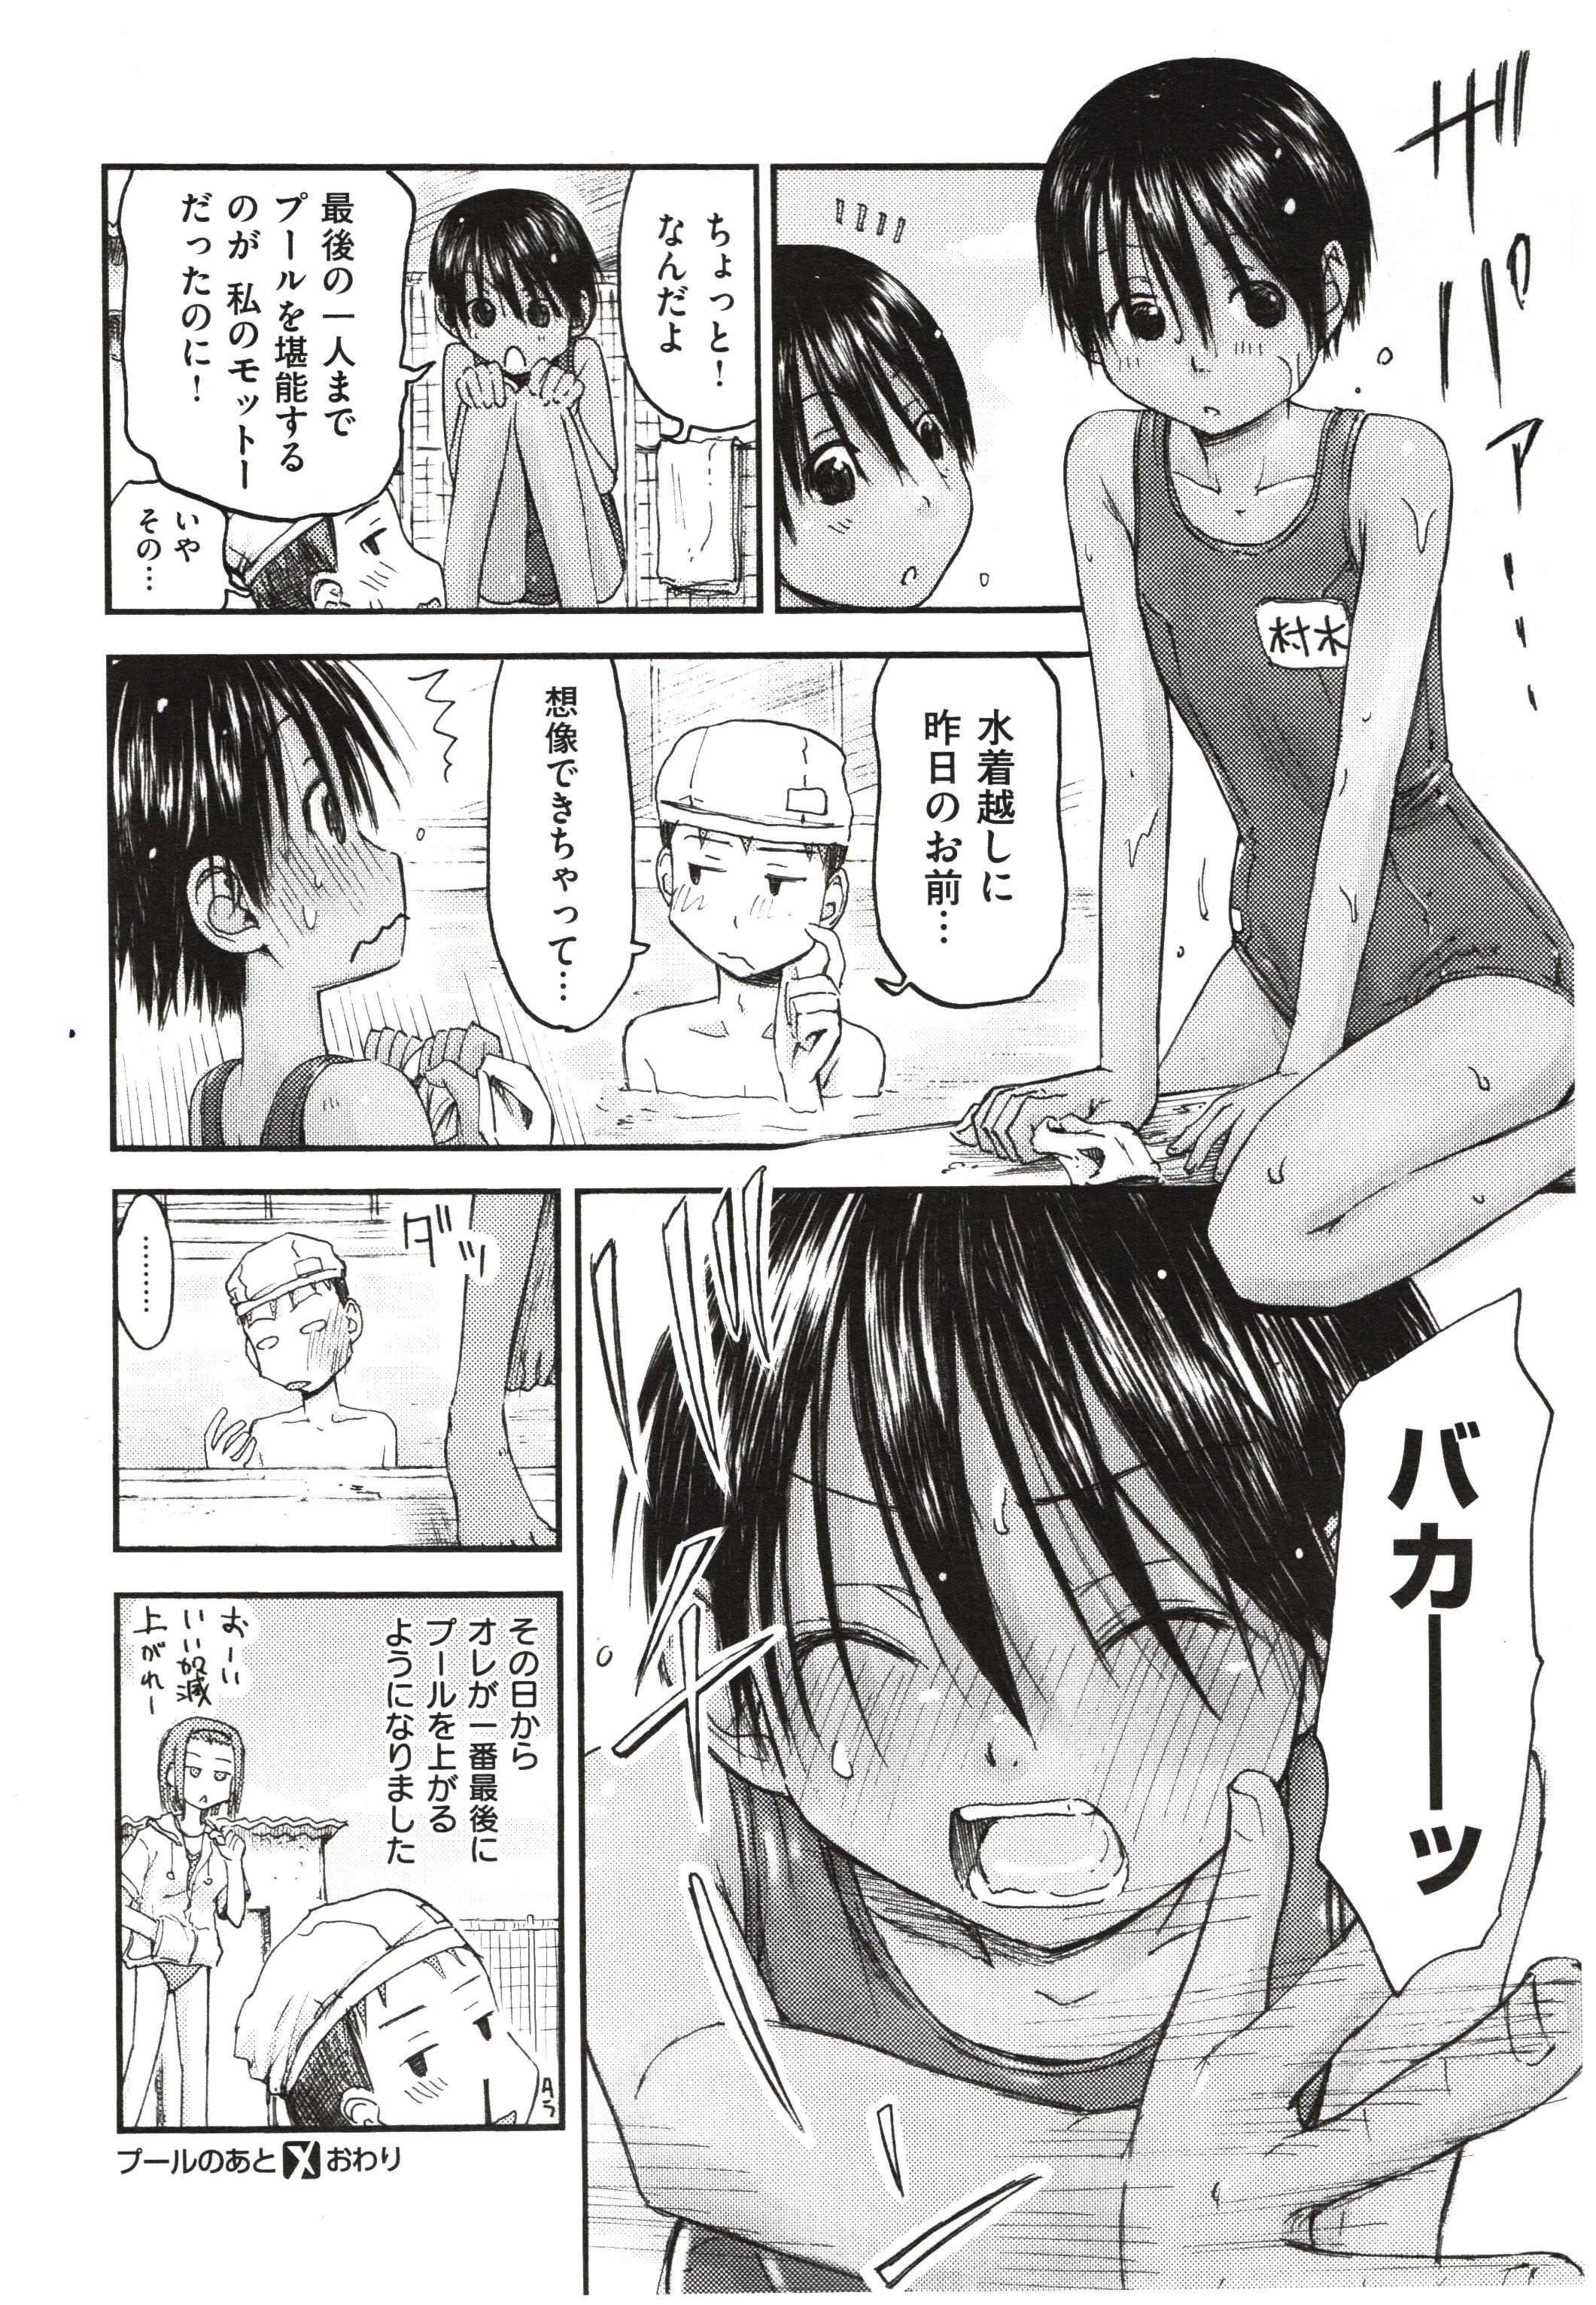 ザパァ…
村木
ちょっと！
なんだよ
最後の一人まで
プールを堪能する
のが 私のモットー
だったのに！
いや
その…
水着越しに
昨日のお前…
想像できちゃって…
バカーーッ
ダッ
………
その日から
オレが一番最後に
プールを上がる
ようになりました
おーい
いい加減
上がれー
プールのあと
おわり